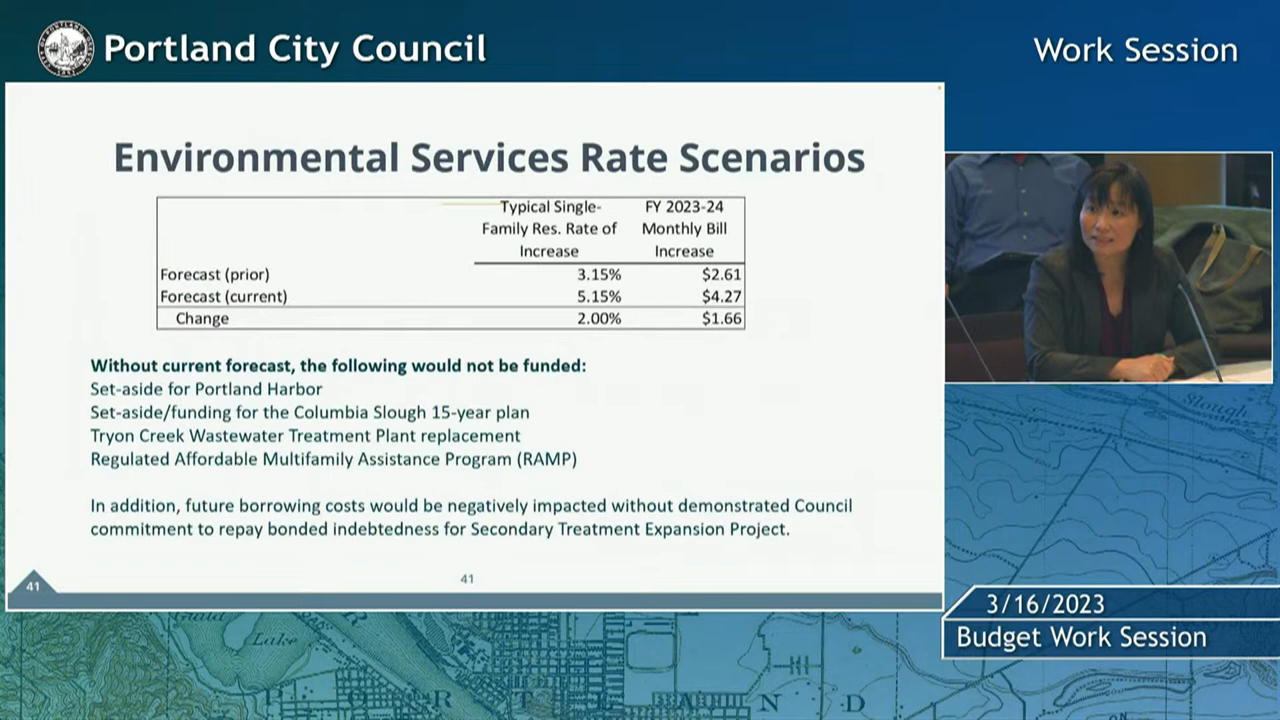 Portland City Council
Work Session
Environmental Services Rate Scenarios
Typical Single-
Family Res. Rate of
Increase
FY 2023-24
Monthly Bill
Increase
Forecast (prior) 3.15% $2.61
Forecast (current) 5.15% $4.27
Change 2.00% $1.66
Without current forecast, the following would not be funded:
Set-aside for Portland Harbor
Set-aside/funding for the Columbia Slough 15-year plan
Tryon Creek Wastewater Treatment Plant replacement
Regulated Affordable Multifamily Assistance Program (RAMP)
In addition, future borrowing costs would be negatively impacted without demonstrated Council
commitment to repay bonded indebtedness for Secondary Treatment Expansion Project.
41
41
Slough
3/16/2023
Budget Work Session
Guild
Lake
P O R T L A N D